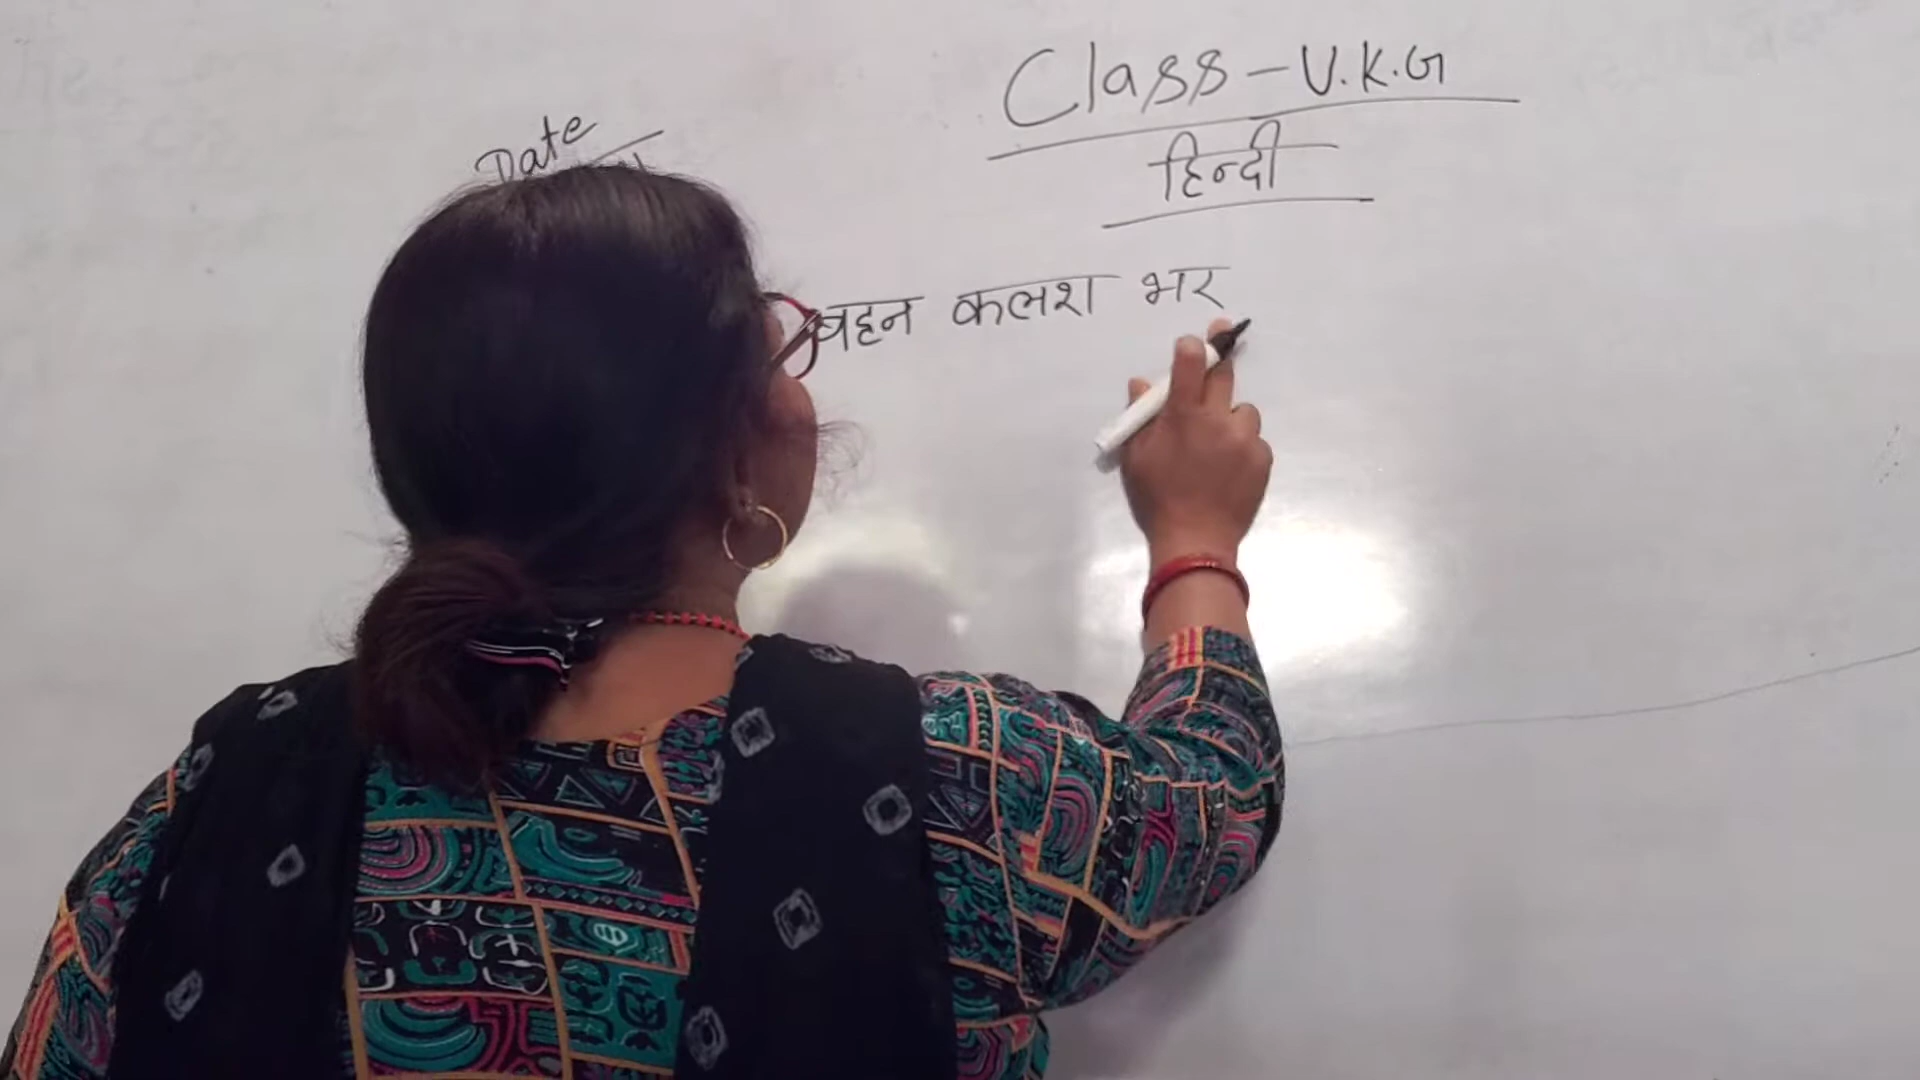 Class - U.K.G
Date
हिन्दी
बहन कलश भर